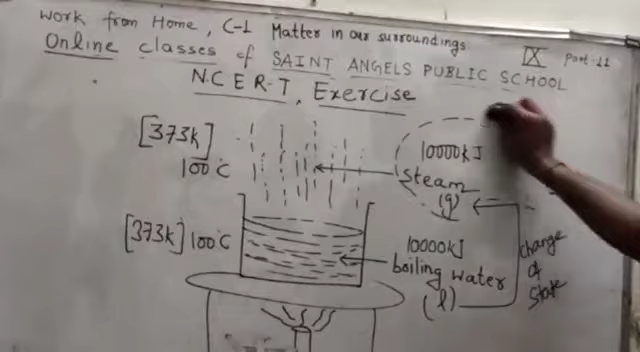 work from Home, C-1 Matter in our surroundings.
Online classes of SAINT ANGELS PUBLIC SCHOOL
IX Part-11
N.C E R-T, Exercise
[373k]
100°C
10000kJ
steam
(g)
[373k] 100°C
10000kJ
boiling water
(l)
change
of
state